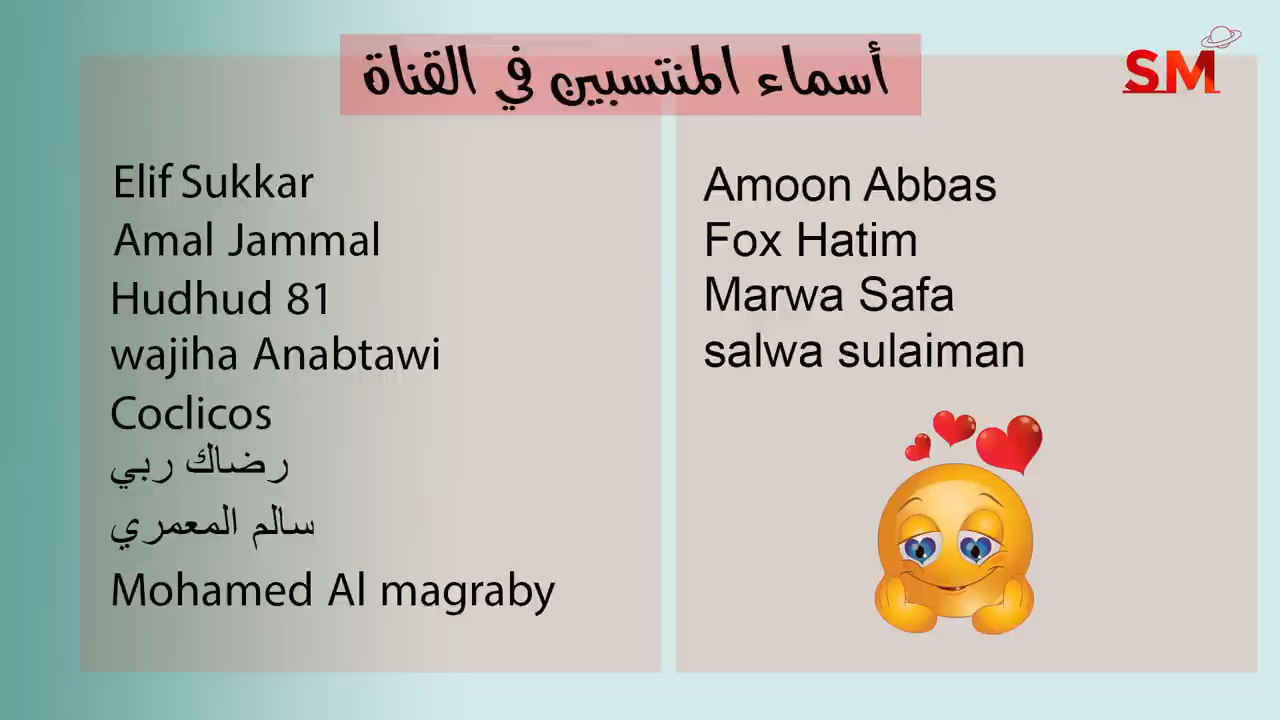 أسماء المنتسبين في القناة
SM
Elif Sukkar
Amal Jammal
Hudhud 81
wajiha Anabtawi
Coclicos
رضاك ربي
سالم المعمري
Mohamed Al magraby
Amoon Abbas
Fox Hatim
Marwa Safa
salwa sulaiman